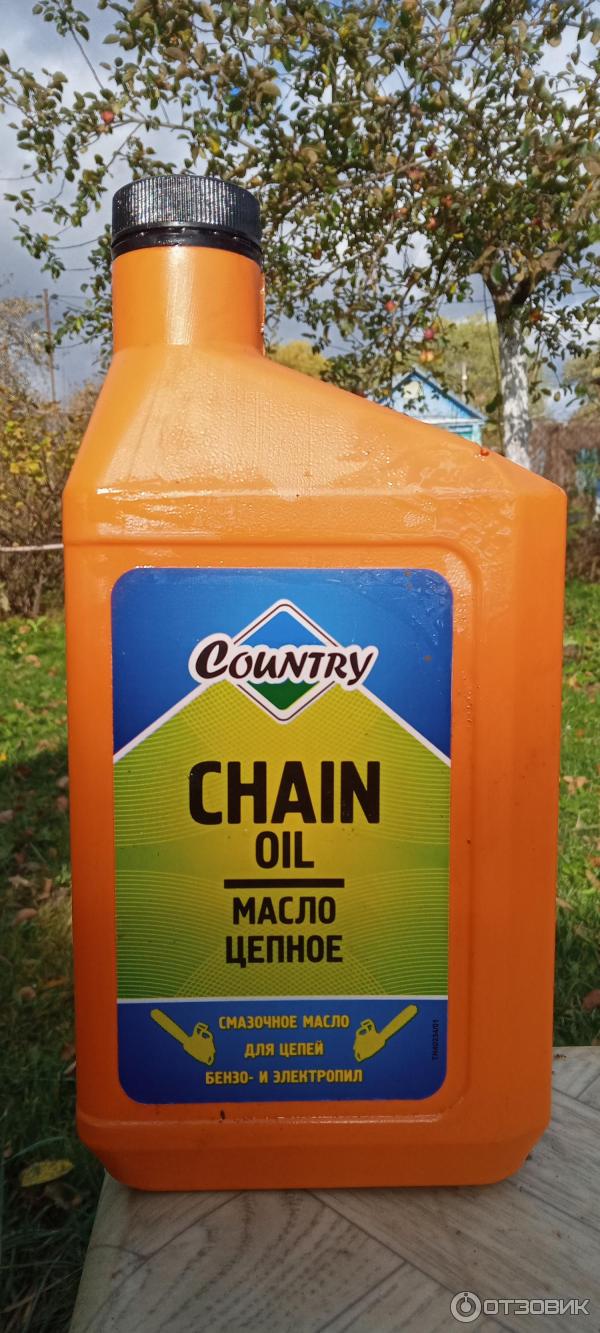 COUNTRY
CHAIN
OIL
МАСЛО
ЦЕПНОЕ
СМАЗОЧНОЕ МАСЛО
ДЛЯ ЦЕПЕЙ
БЕНЗО- И ЭЛЕКТРОПИЛ
ОТЗОВИК